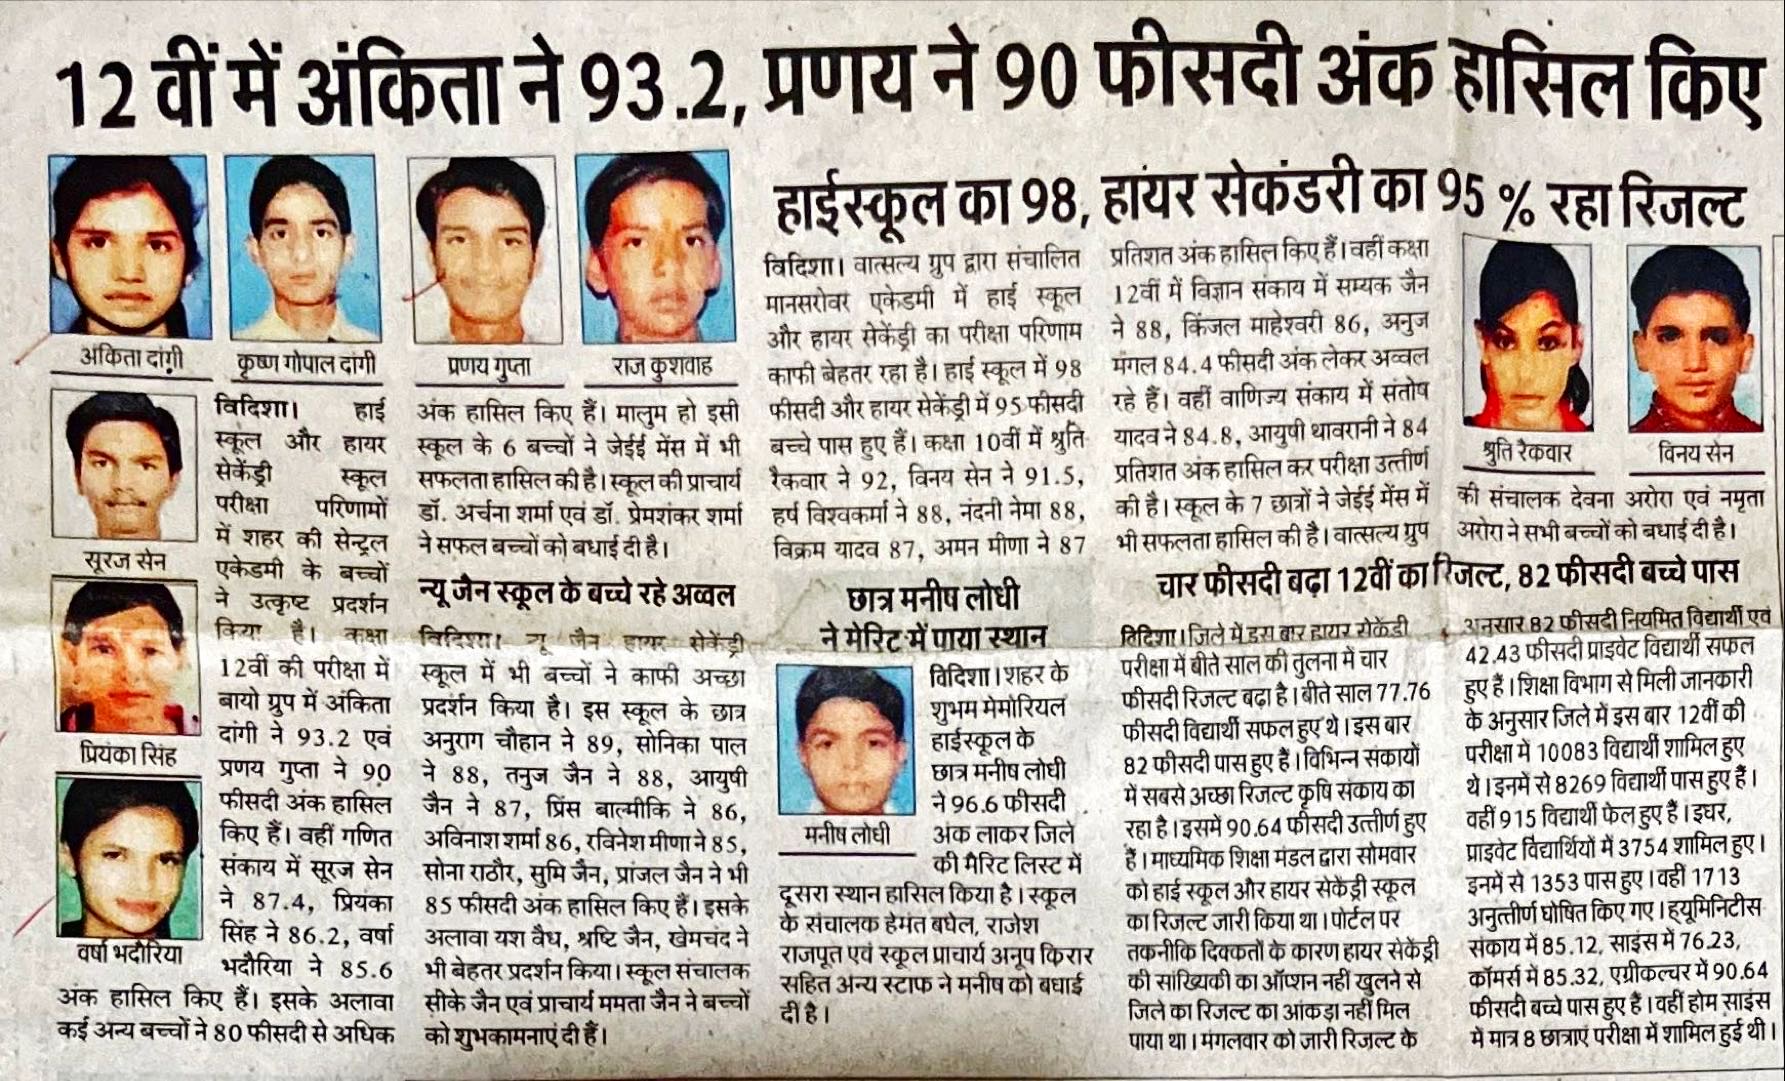 12 वीं में अंकिता ने 93.2, प्रणय ने 90 फीसदी अंक हासिल किए
अंकिता दांगी
कृष्ण गोपाल दांगी
प्रणय गुप्ता
राज कुशवाह
सूरज सेन
प्रियंका सिंह
वर्षा भदौरिया
विदिशा। हाई
स्कूल और हायर
सेकेंड्री स्कूल
परीक्षा परिणामों
में शहर की सेन्ट्रल
एकेडमी के बच्चों
ने उत्कृष्ट प्रदर्शन
किया है। कक्षा
12वीं की परीक्षा में
बायो ग्रुप में अंकिता
दांगी ने 93.2 एवं
प्रणय गुप्ता ने 90
फीसदी अंक हासिल
किए हैं। वहीं गणित
संकाय में सूरज सेन
ने 87.4, प्रियंका
सिंह ने 86.2, वर्षा
भदौरिया ने 85.6
अंक हासिल किए हैं। इसके अलावा
कई अन्य बच्चों ने 80 फीसदी से अधिक
अंक हासिल किए हैं। मालुम हो इसी
स्कूल के 6 बच्चों ने जेईई मेंस में भी
सफलता हासिल की है। स्कूल की प्राचार्य
डॉ. अर्चना शर्मा एवं डॉ. प्रेमशंकर शर्मा
ने सफल बच्चों को बधाई दी है।
न्यू जैन स्कूल के बच्चे रहे अव्वल
विदिशा। न्यू जैन हायर सेकेंड्री
स्कूल में भी बच्चों ने काफी अच्छा
प्रदर्शन किया है। इस स्कूल के छात्र
अनुराग चौहान ने 89, सोनिका पाल
ने 88, तनुज जैन ने 88, आयुषी
जैन ने 87, प्रिंस बाल्मीकि ने 86,
अविनाश शर्मा 86, रविनेश मीणा ने 85,
सोना राठौर, सुमि जैन, प्रांजल जैन ने भी
85 फीसदी अंक हासिल किए हैं। इसके
अलावा यश वैध, श्रष्टि जैन, खेमचंद ने
भी बेहतर प्रदर्शन किया। स्कूल संचालक
सीके जैन एवं प्राचार्य ममता जैन ने बच्चों
को शुभकामनाएं दी हैं।
हाईस्कूल का 98, हायर सेकंडरी का 95 % रहा रिजल्ट
विदिशा। वात्सल्य ग्रुप द्वारा संचालित
मानसरोवर एकेडमी में हाई स्कूल
और हायर सेकेंड्री का परीक्षा परिणाम
काफी बेहतर रहा है। हाई स्कूल में 98
फीसदी और हायर सेकेंड्री में 95 फीसदी
बच्चे पास हुए हैं। कक्षा 10वीं में श्रुति
रैकवार ने 92, विनय सेन ने 91.5,
हर्ष विश्वकर्मा ने 88, नंदनी नेमा 88,
विक्रम यादव 87, अमन मीणा ने 87
प्रतिशत अंक हासिल किए हैं। वहीं कक्षा
12वीं में विज्ञान संकाय में सम्यक जैन
ने 88, किंजल माहेश्वरी 86, अनुज
मंगल 84.4 फीसदी अंक लेकर अव्वल
रहे हैं। वहीं वाणिज्य संकाय में संतोष
यादव ने 84.8, आयुषी थावरानी ने 84
प्रतिशत अंक हासिल कर परीक्षा उत्तीर्ण
की है। स्कूल के 7 छात्रों ने जेईई मेंस में
भी सफलता हासिल की है। वात्सल्य ग्रुप
श्रुति रैकवार
विनय सेन
की संचालक देवना अरोरा एवं नमृता
अरोरा ने सभी बच्चों को बधाई दी है।
छात्र मनीष लोधी
ने मेरिट में पाया स्थान
मनीष लोधी
विदिशा। शहर के
शुभम मेमोरियल
हाईस्कूल के
छात्र मनीष लोधी
ने 96.6 फीसदी
अंक लाकर जिले
की मैरिट लिस्ट में
दूसरा स्थान हासिल किया है। स्कूल
के संचालक हेमंत बघेल, राजेश
राजपूत एवं स्कूल प्राचार्य अनूप किरार
सहित अन्य स्टाफ ने मनीष को बधाई
दी है।
चार फीसदी बढ़ा 12वीं का रिजल्ट, 82 फीसदी बच्चे पास
विदिशा। जिले में इस बार हायर सेकेंड्री
परीक्षा में बीते साल की तुलना में चार
फीसदी रिजल्ट बढ़ा है। बीते साल 77.76
फीसदी विद्यार्थी सफल हुए थे। इस बार
82 फीसदी पास हुए हैं। विभिन्न संकायों
में सबसे अच्छा रिजल्ट कृषि संकाय का
रहा है। इसमें 90.64 फीसदी उत्तीर्ण हुए
हैं। माध्यमिक शिक्षा मंडल द्वारा सोमवार
को हाई स्कूल और हायर सेकेंड्री स्कूल
का रिजल्ट जारी किया था। पोर्टल पर
तकनीकि दिक्कतों के कारण हायर सेकेंड्री
की सांख्यिकी का ऑप्शन नहीं खुलने से
जिले का रिजल्ट का आंकड़ा नहीं मिल
पाया था। मंगलवार को जारी रिजल्ट के
अनुसार 82 फीसदी नियमित विद्यार्थी एवं
42.43 फीसदी प्राइवेट विद्यार्थी सफल
हुए हैं। शिक्षा विभाग से मिली जानकारी
के अनुसार जिले में इस बार 12वीं की
परीक्षा में 10083 विद्यार्थी शामिल हुए
थे। इनमें से 8269 विद्यार्थी पास हुए हैं।
वहीं 915 विद्यार्थी फेल हुए हैं। इधर,
प्राइवेट विद्यार्थियों में 3754 शामिल हुए।
इनमें से 1353 पास हुए। वहीं 1713
अनुत्तीर्ण घोषित किए गए। ह्यूमिनिटीस
संकाय में 85.12, साइंस में 76.23,
कॉमर्स में 85.32, एग्रीकल्चर में 90.64
फीसदी बच्चे पास हुए हैं। वहीं होम साइंस
में मात्र 8 छात्राएं परीक्षा में शामिल हुई थी।